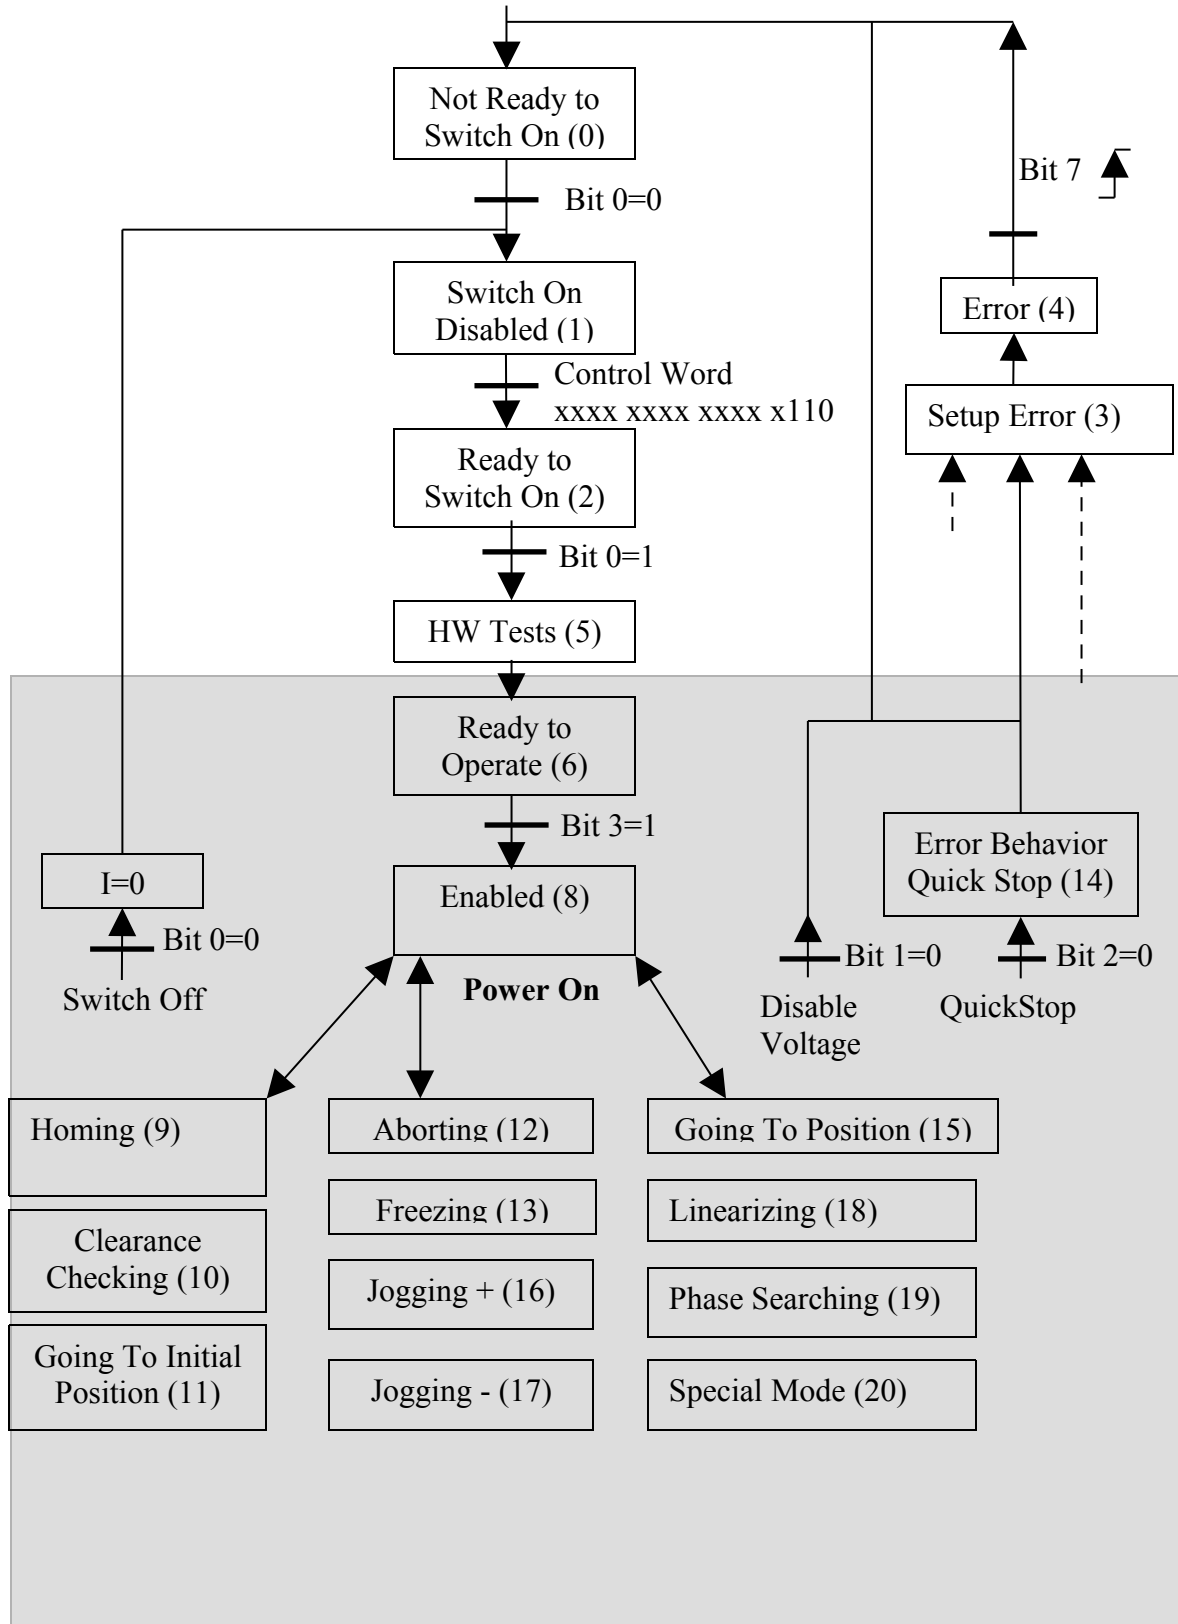 Not Ready to
Switch On (0)
Bit 0=0
Bit 7
Switch On
Disabled (1)
Error (4)
Control Word
xxxx xxxx xxxx x110
Setup Error (3)
Ready to
Switch On (2)
Bit 0=1
HW Tests (5)
Ready to
Operate (6)
Bit 3=1
Enabled (8)
Error Behavior
Quick Stop (14)
I=0
Bit 0=0
Switch Off
Power On
Bit 1=0
Disable
Voltage
Bit 2=0
QuickStop
Homing (9)
Aborting (12)
Going To Position (15)
Clearance
Checking (10)
Freezing (13)
Linearizing (18)
Jogging + (16)
Phase Searching (19)
Going To Initial
Position (11)
Jogging - (17)
Special Mode (20)